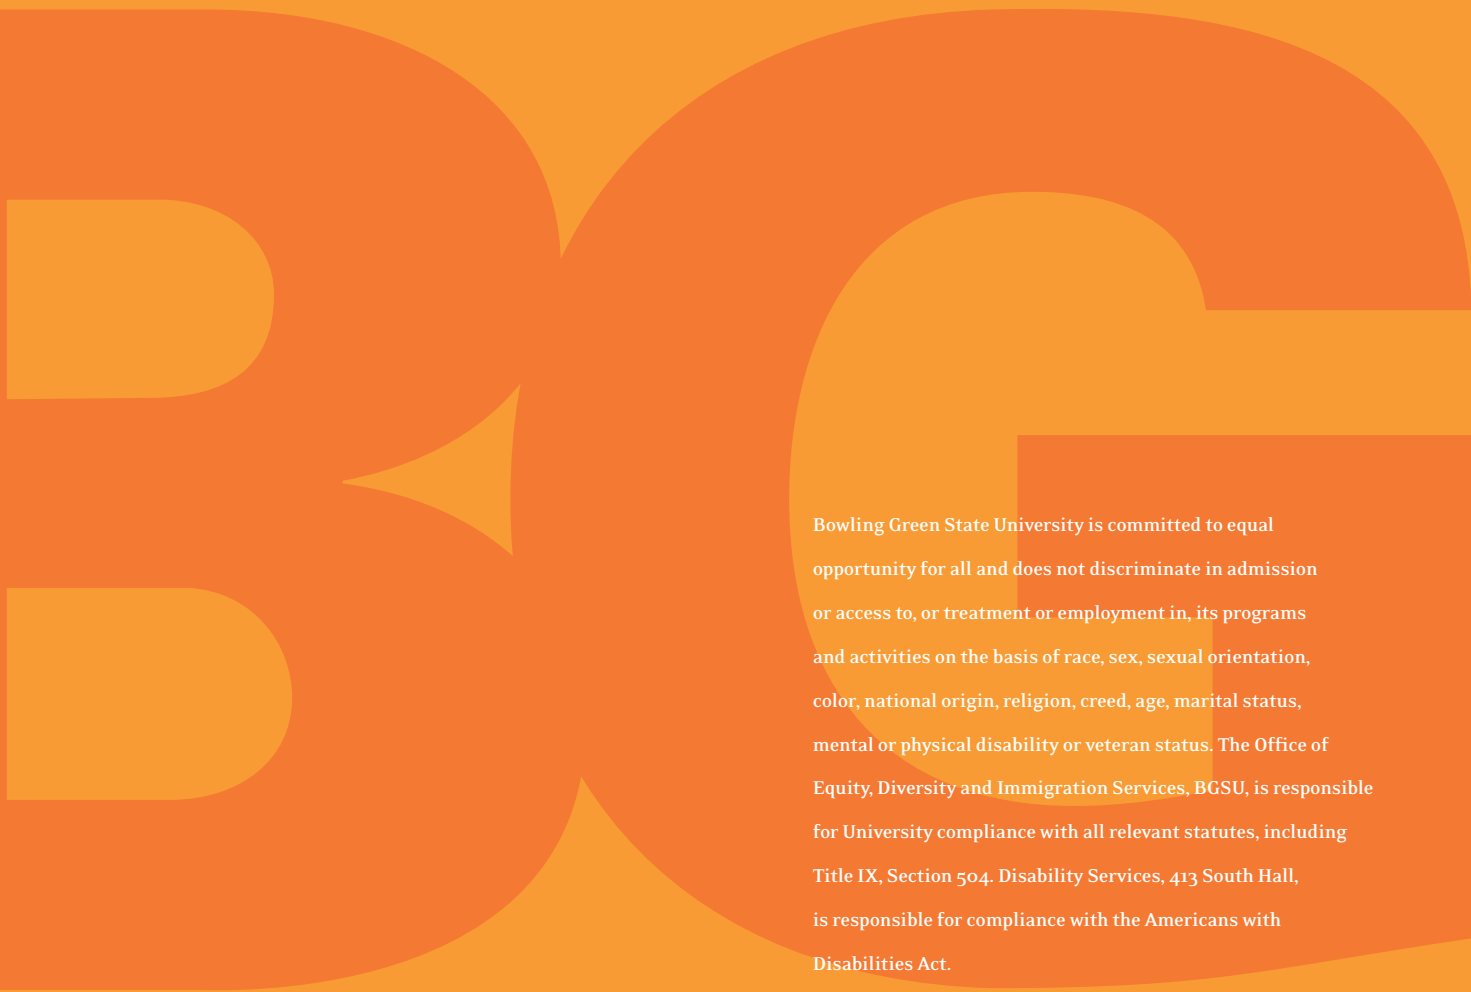 BG
Bowling Green State University is committed to equal
opportunity for all and does not discriminate in admission
or access to, or treatment or employment in, its programs
and activities on the basis of race, sex, sexual orientation,
color, national origin, religion, creed, age, marital status,
mental or physical disability or veteran status. The Office of
Equity, Diversity and Immigration Services, BGSU, is responsible
for University compliance with all relevant statutes, including
Title IX, Section 504. Disability Services, 413 South Hall,
is responsible for compliance with the Americans with
Disabilities Act.